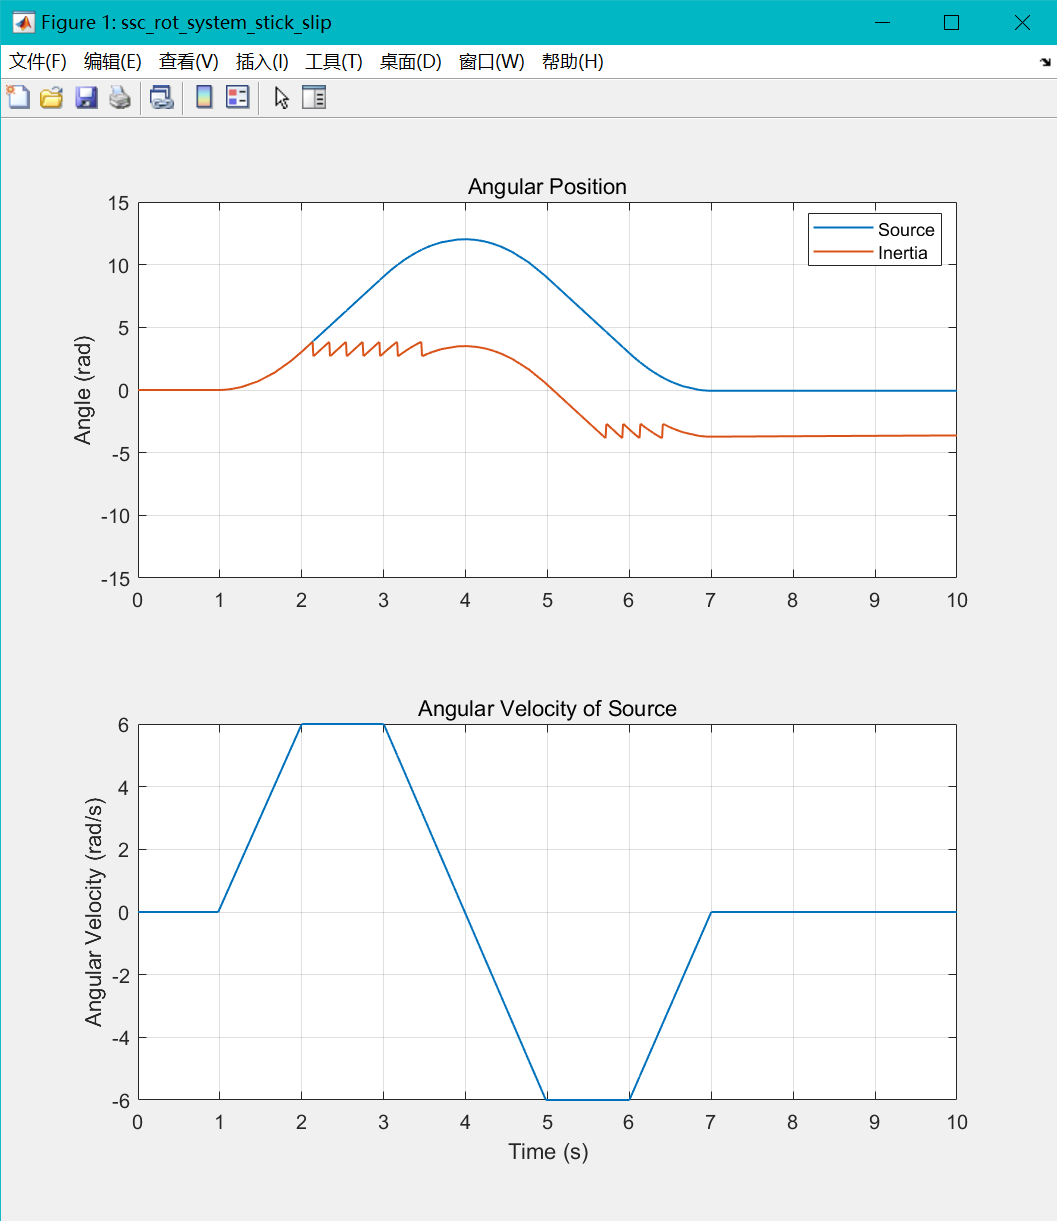 Figure 1: ssc_rot_system_stick_slip
文件(F) 编辑(E) 查看(V) 插入(I) 工具(T) 桌面(D) 窗口(W) 帮助(H)
Angular Position
Source
Inertia
Angle (rad)
15
10
5
0
-5
-10
-15
0 1 2 3 4 5 6 7 8 9 10
Angular Velocity of Source
Angular Velocity (rad/s)
6
4
2
0
-2
-4
-6
0 1 2 3 4 5 6 7 8 9 10
Time (s)